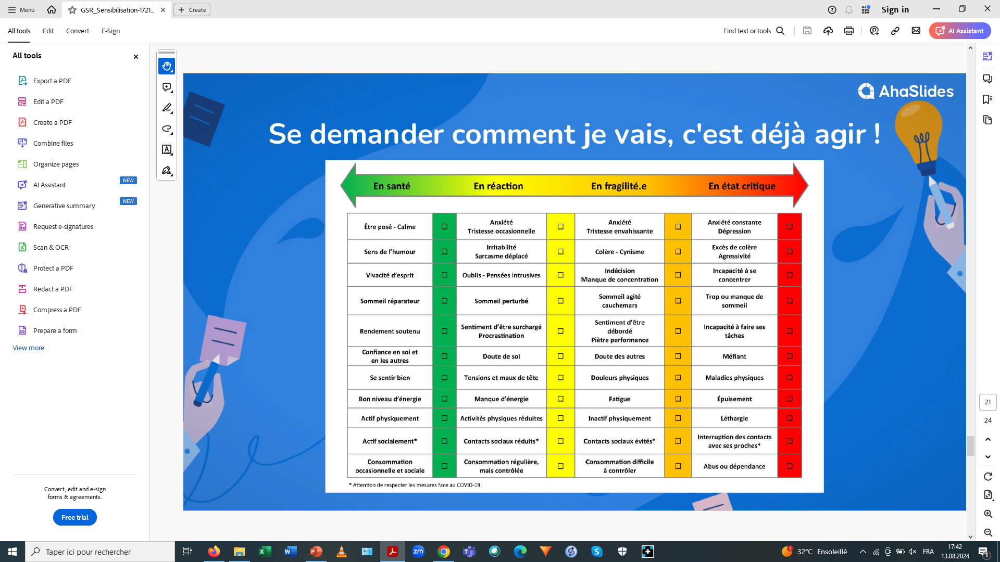 Menu
GSR_Sensibilisation-1721...
Create
Sign in
All tools
Edit
Convert
E-Sign
Find text or tools
AI Assistant
All tools
Export a PDF
Edit a PDF
Create a PDF
Combine files
Organize pages
AI Assistant
NEW
Generative summary
NEW
Request e-signatures
Scan & OCR
Protect a PDF
Redact a PDF
Compress a PDF
Prepare a form
View more
Convert, edit and e-sign
forms & agreements.
Free trial
AhaSlides
Se demander comment je vais, c'est déjà agir !
En santé En réaction En fragilité.e En état critique
Être posé - Calme
Anxiété
Tristesse occasionnelle
Anxiété
Tristesse envahissante
Anxiété constante
Dépression
Sens de l'humour
Irritabilité
Sarcasme déplacé
Colère - Cynisme
Excès de colère
Agressivité
Vivacité d'esprit
Oublis - Pensées intrusives
Indécision
Manque de concentration
Incapacité à se
concentrer
Sommeil réparateur
Sommeil perturbé
Sommeil agité
cauchemars
Trop ou manque de
sommeil
Rendement soutenu
Sentiment d'être surchargé
Procrastination
Sentiment d'être
débordé
Piètre performance
Incapacité à faire ses
tâches
Confiance en soi et
en les autres
Doute de soi
Doute des autres
Méfiant
Se sentir bien
Tensions et maux de tête
Douleurs physiques
Maladies physiques
Bon niveau d'énergie
Manque d'énergie
Fatigue
Épuisement
Actif physiquement
Activités physiques réduites
Inactif physiquement
Léthargie
Actif socialement*
Contacts sociaux réduits*
Contacts sociaux évités*
Interruption des contacts
avec ses proches*
Consommation
occasionnelle et sociale
Consommation régulière,
mais contrôlée
Consommation difficile
à contrôler
Abus ou dépendance
* Attention de respecter les mesures face au COVID-19.
21
24
Taper ici pour rechercher
32°C Ensoleillé
FRA
17:42
13.08.2024